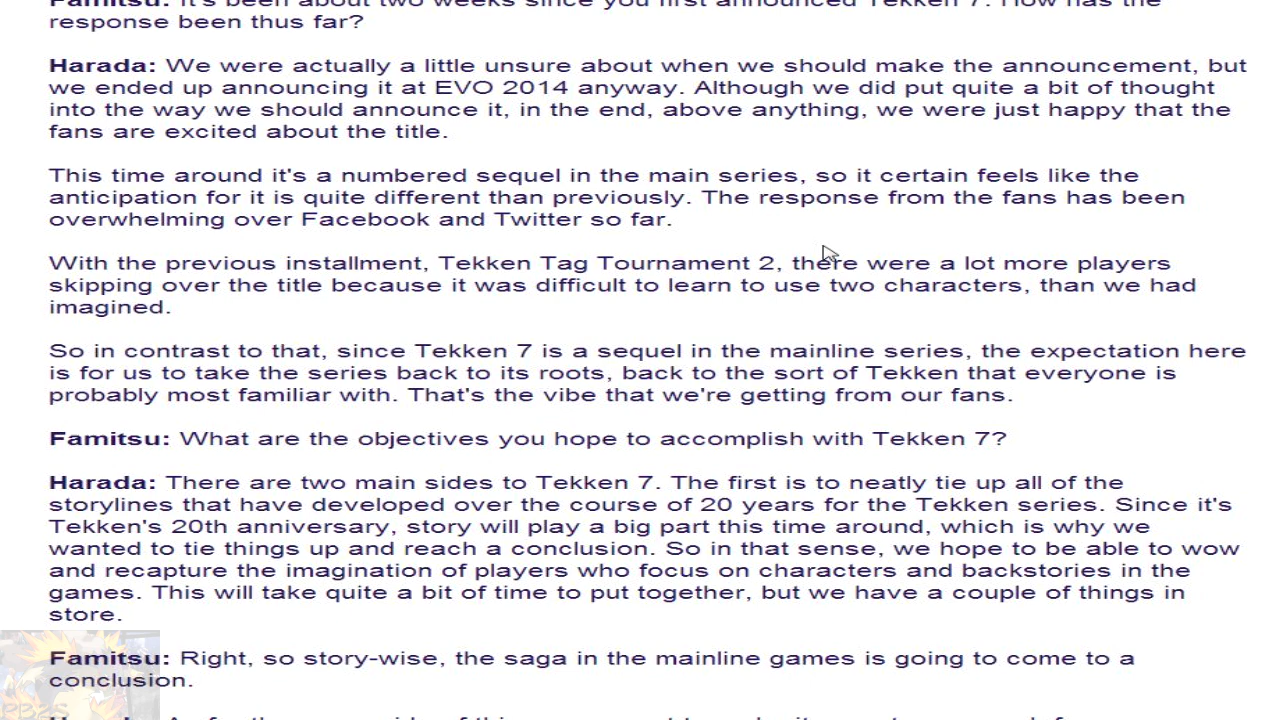 Famitsu: It's been about two weeks since you first announced Tekken 7. How has the
response been thus far?
Harada: We were actually a little unsure about when we should make the announcement, but
we ended up announcing it at EVO 2014 anyway. Although we did put quite a bit of thought
into the way we should announce it, in the end, above anything, we were just happy that the
fans are excited about the title.
This time around it's a numbered sequel in the main series, so it certain feels like the
anticipation for it is quite different than previously. The response from the fans has been
overwhelming over Facebook and Twitter so far.
With the previous installment, Tekken Tag Tournament 2, there were a lot more players
skipping over the title because it was difficult to learn to use two characters, than we had
imagined.
So in contrast to that, since Tekken 7 is a sequel in the mainline series, the expectation here
is for us to take the series back to its roots, back to the sort of Tekken that everyone is
probably most familiar with. That's the vibe that we're getting from our fans.
Famitsu: What are the objectives you hope to accomplish with Tekken 7?
Harada: There are two main sides to Tekken 7. The first is to neatly tie up all of the
storylines that have developed over the course of 20 years for the Tekken series. Since it's
Tekken's 20th anniversary, story will play a big part this time around, which is why we
wanted to tie things up and reach a conclusion. So in that sense, we hope to be able to wow
and recapture the imagination of players who focus on characters and backstories in the
games. This will take quite a bit of time to put together, but we have a couple of things in
store.
Famitsu: Right, so story-wise, the saga in the mainline games is going to come to a
conclusion.